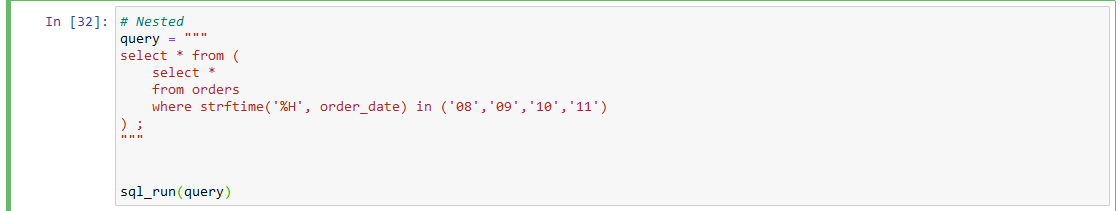 In [32]: # Nested
query = """
select * from (
    select *
    from orders
    where strftime('%H', order_date) in ('08','09','10','11')
) ;
"""
sql_run(query)